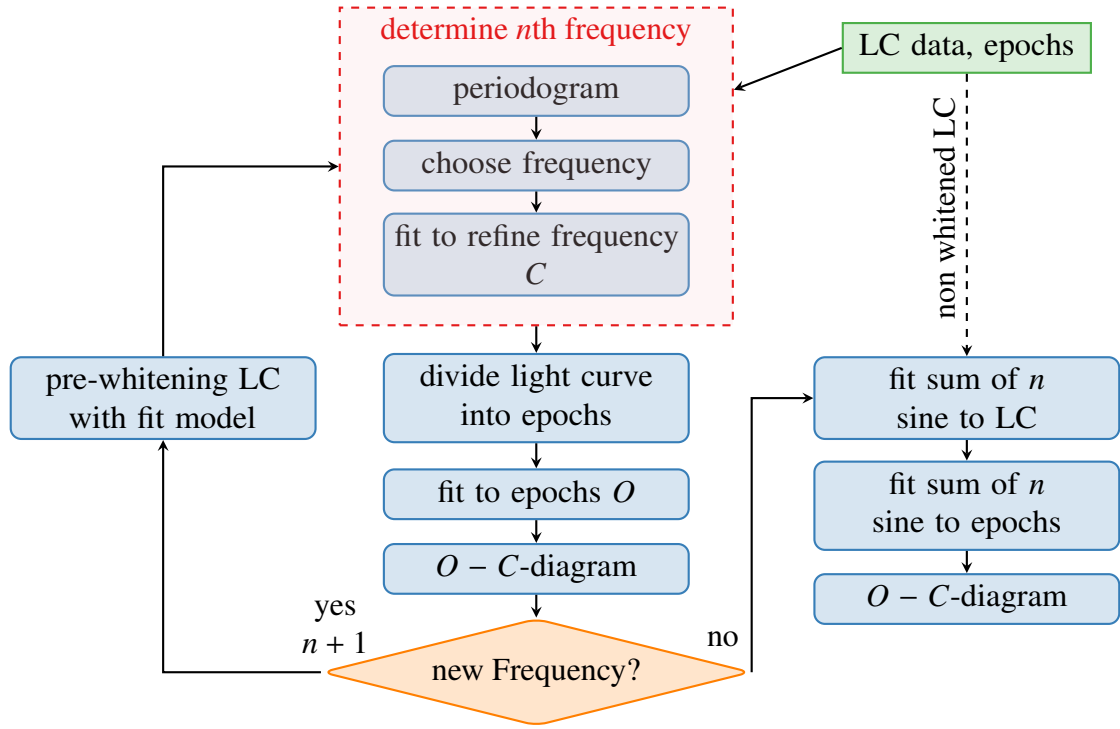 determine nth frequency
periodogram
choose frequency
fit to refine frequency
C
LC data, epochs
non whitened LC
pre-whitening LC
with fit model
divide light curve
into epochs
fit to epochs O
O − C-diagram
yes
n + 1
new Frequency?
no
fit sum of n
sine to LC
fit sum of n
sine to epochs
O − C-diagram